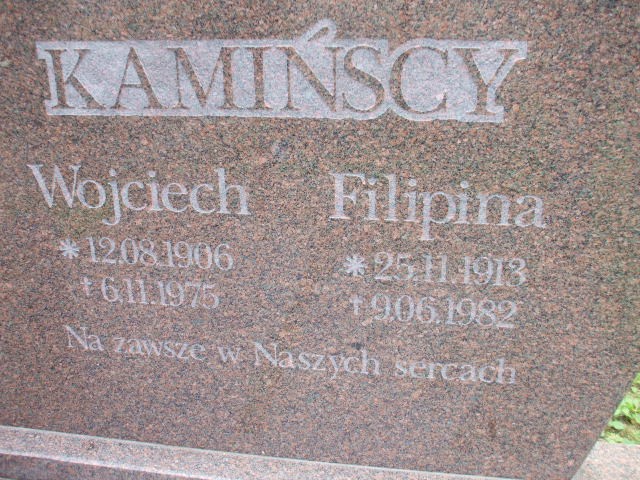 KAMIŃSCY
Wojciech Filipina
* 12.08.1906 * 25.11.1913
† 6.11.1975 † 9.06.1982
Na zawsze w Naszych sercach